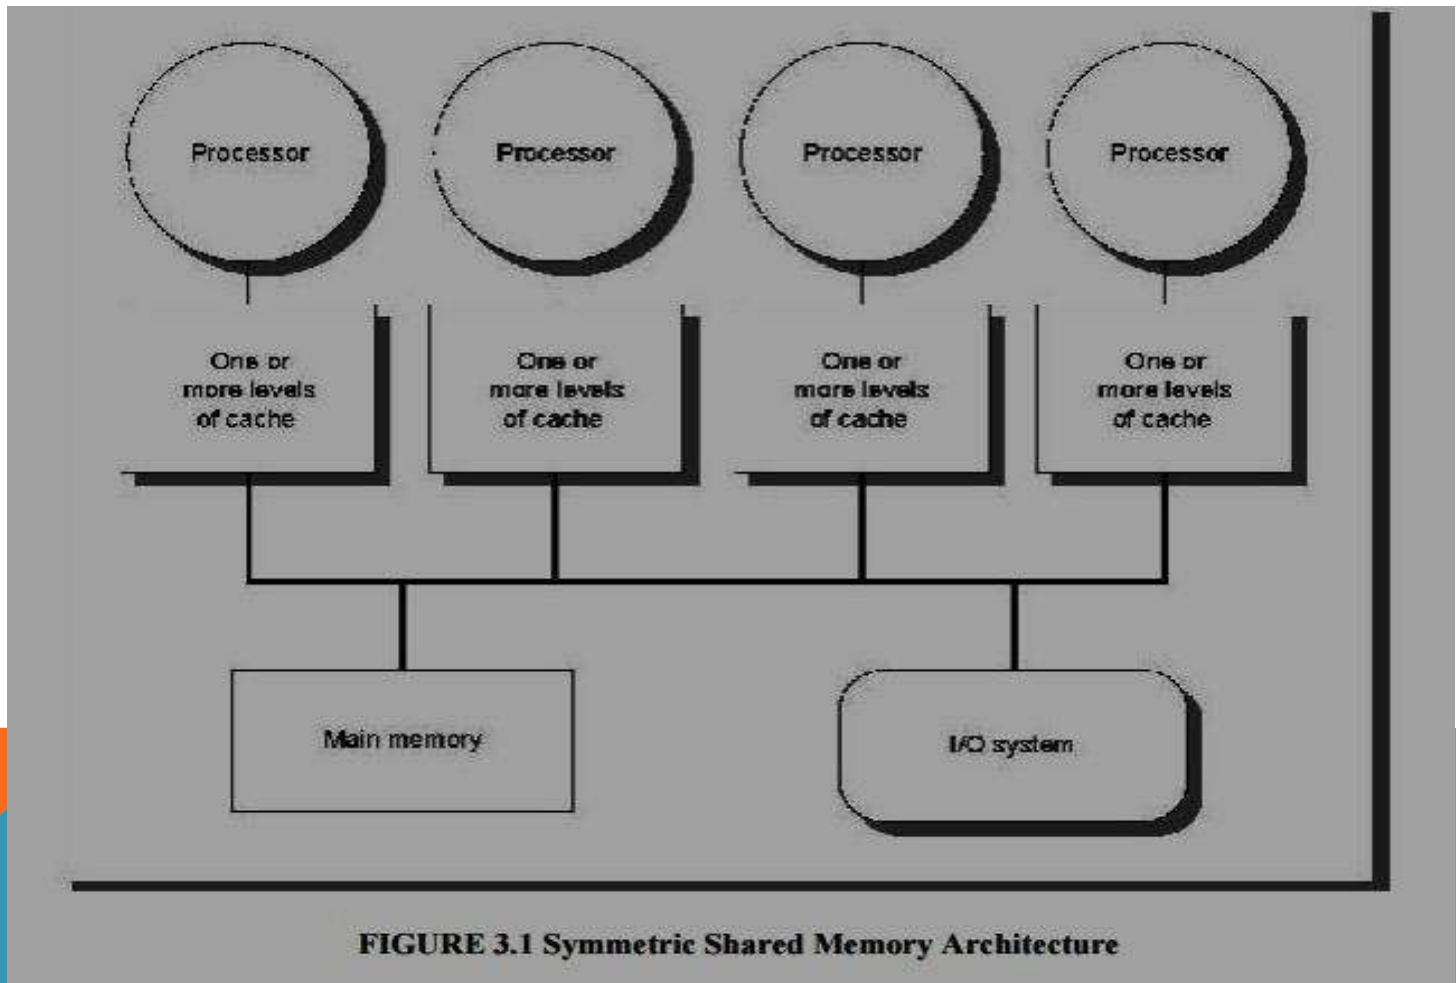 Processor
Processor
Processor
Processor
One or
more levels
of cache
One or
more levels
of cache
One or
more levels
of cache
One or
more levels
of cache
Main memory
I/O system
FIGURE 3.1 Symmetric Shared Memory Architecture